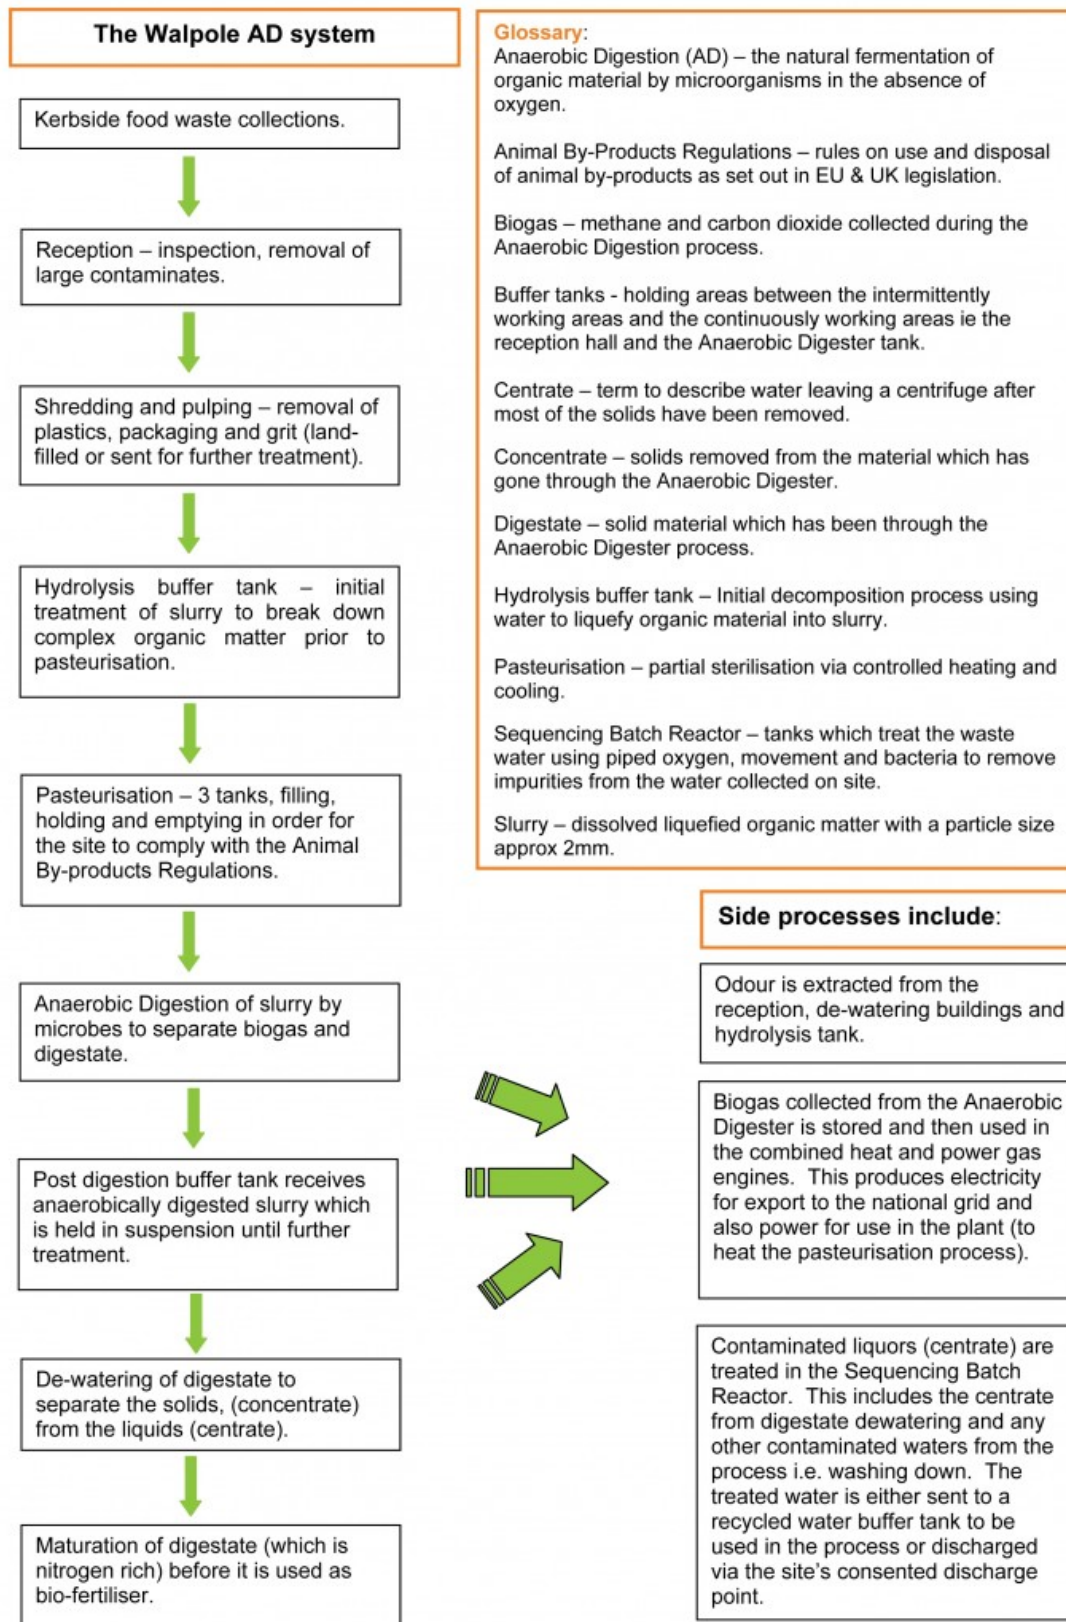 The Walpole AD system
Kerbside food waste collections.
Reception – inspection, removal of
large contaminates.
Shredding and pulping – removal of
plastics, packaging and grit (land-
filled or sent for further treatment).
Hydrolysis buffer tank – initial
treatment of slurry to break down
complex organic matter prior to
pasteurisation.
Pasteurisation – 3 tanks, filling,
holding and emptying in order for
the site to comply with the Animal
By-products Regulations.
Anaerobic Digestion of slurry by
microbes to separate biogas and
digestate.
Post digestion buffer tank receives
anaerobically digested slurry which
is held in suspension until further
treatment.
De-watering of digestate to
separate the solids, (concentrate)
from the liquids (centrate).
Maturation of digestate (which is
nitrogen rich) before it is used as
bio-fertiliser.
Glossary:
Anaerobic Digestion (AD) – the natural fermentation of
organic material by microorganisms in the absence of
oxygen.
Animal By-Products Regulations – rules on use and disposal
of animal by-products as set out in EU & UK legislation.
Biogas – methane and carbon dioxide collected during the
Anaerobic Digestion process.
Buffer tanks - holding areas between the intermittently
working areas and the continuously working areas ie the
reception hall and the Anaerobic Digester tank.
Centrate – term to describe water leaving a centrifuge after
most of the solids have been removed.
Concentrate – solids removed from the material which has
gone through the Anaerobic Digester.
Digestate – solid material which has been through the
Anaerobic Digester process.
Hydrolysis buffer tank – Initial decomposition process using
water to liquefy organic material into slurry.
Pasteurisation – partial sterilisation via controlled heating and
cooling.
Sequencing Batch Reactor – tanks which treat the waste
water using piped oxygen, movement and bacteria to remove
impurities from the water collected on site.
Slurry – dissolved liquefied organic matter with a particle size
approx 2mm.
Side processes include:
Odour is extracted from the
reception, de-watering buildings and
hydrolysis tank.
Biogas collected from the Anaerobic
Digester is stored and then used in
the combined heat and power gas
engines. This produces electricity
for export to the national grid and
also power for use in the plant (to
heat the pasteurisation process).
Contaminated liquors (centrate) are
treated in the Sequencing Batch
Reactor. This includes the centrate
from digestate dewatering and any
other contaminated waters from the
process i.e. washing down. The
treated water is either sent to a
recycled water buffer tank to be
used in the process or discharged
via the site's consented discharge
point.